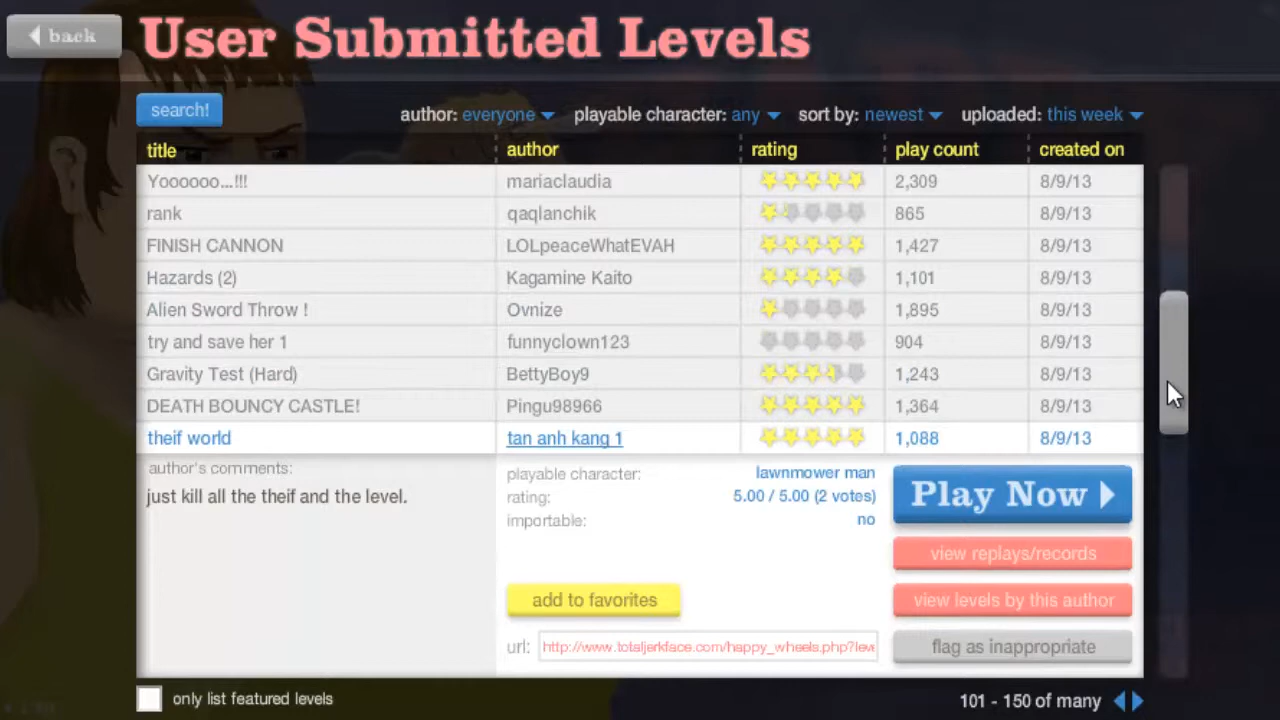 back
User Submitted Levels
search!
author: everyone playable character: any sort by: newest uploaded: this week
title author rating play count created on
Yoooooo...!!! mariaclaudia 2,309 8/9/13
rank qaqlanchik 865 8/9/13
FINISH CANNON LOLpeaceWhatEVAH 1,427 8/9/13
Hazards (2) Kagamine Kaito 1,101 8/9/13
Alien Sword Throw ! Ovnize 1,895 8/9/13
try and save her 1 funnyclown123 904 8/9/13
Gravity Test (Hard) BettyBoy9 1,243 8/9/13
DEATH BOUNCY CASTLE! Pingu98966 1,364 8/9/13
theif world tan anh kang 1 1,088 8/9/13
author's comments:
just kill all the theif and the level.
playable character: lawnmower man
rating: 5.00 / 5.00 (2 votes)
importable: no
add to favorites
url: http://www.totaljerkface.com/happy_wheels.php?lev
Play Now
view replays/records
view levels by this author
flag as inappropriate
only list featured levels
101 - 150 of many